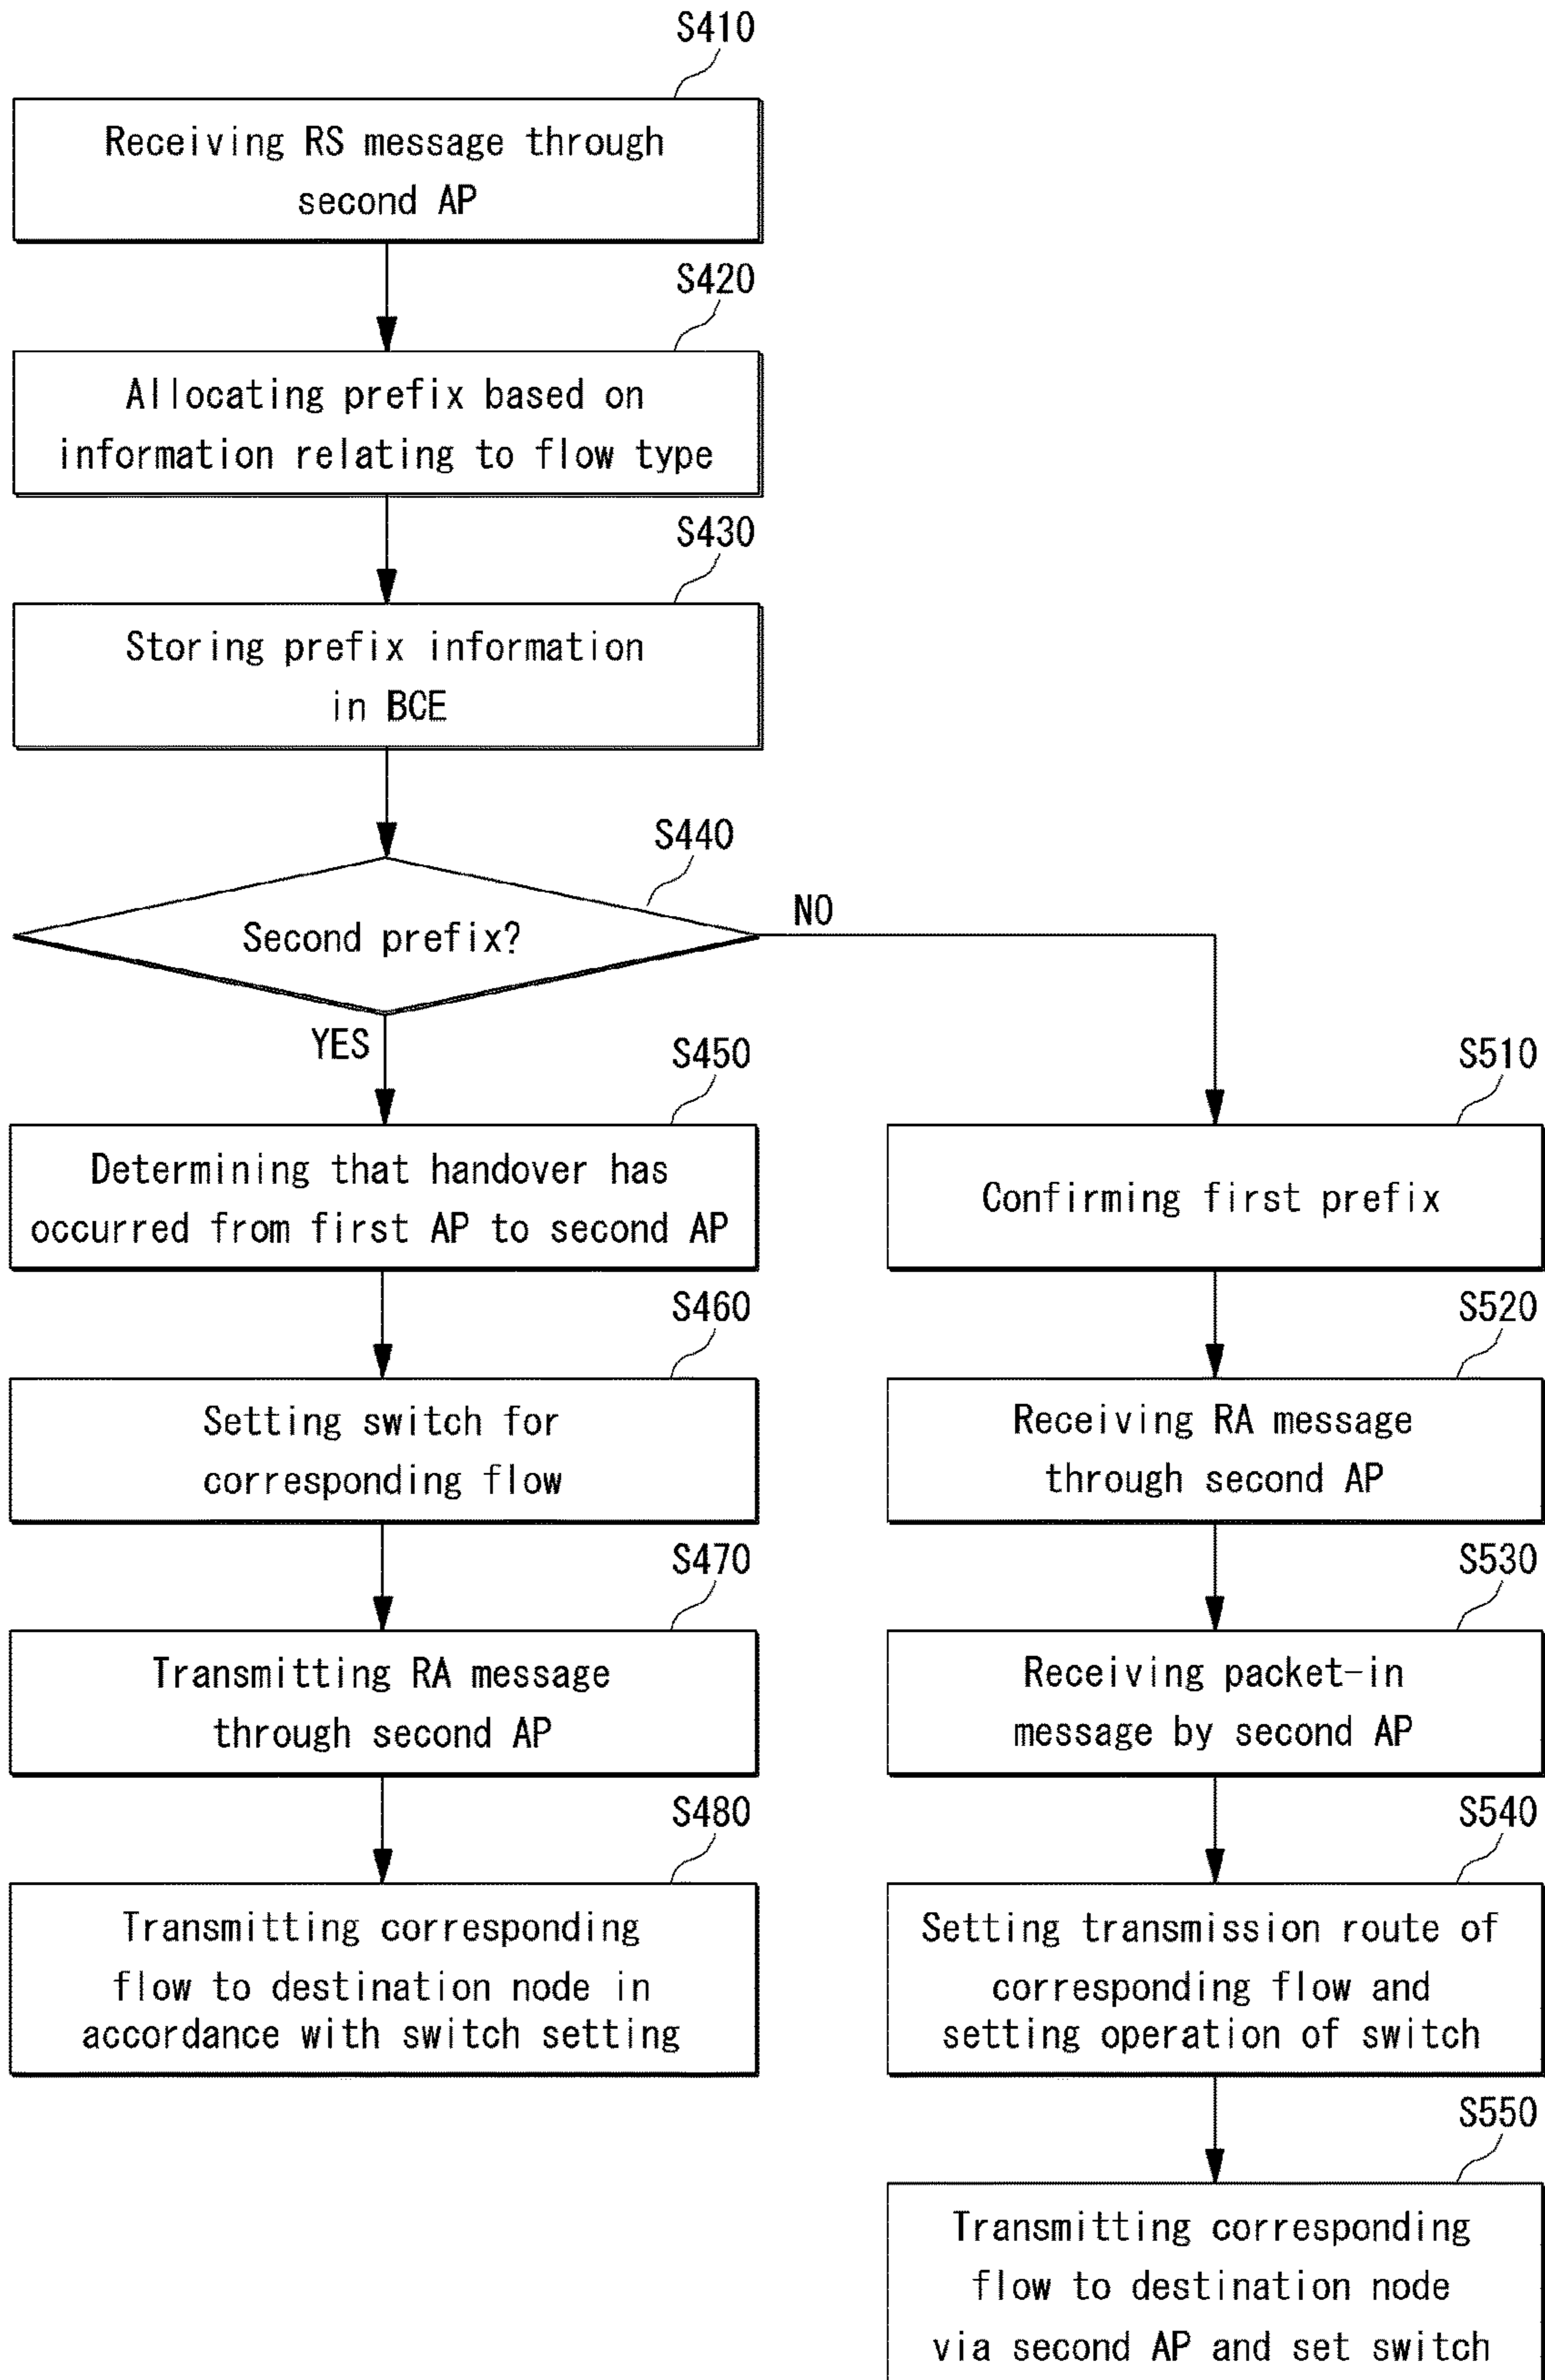 S410
Receiving RS message through
second AP
S420
Allocating prefix based on
information relating to flow type
S430
Storing prefix information
in BCE
S440
Second prefix?
NO
YES
S450
Determining that handover has
occurred from first AP to second AP
S460
Setting switch for
corresponding flow
S470
Transmitting RA message
through second AP
S480
Transmitting corresponding
flow to destination node in
accordance with switch setting
S510
Confirming first prefix
S520
Receiving RA message
through second AP
S530
Receiving packet-in
message by second AP
S540
Setting transmission route of
corresponding flow and
setting operation of switch
S550
Transmitting corresponding
flow to destination node
via second AP and set switch